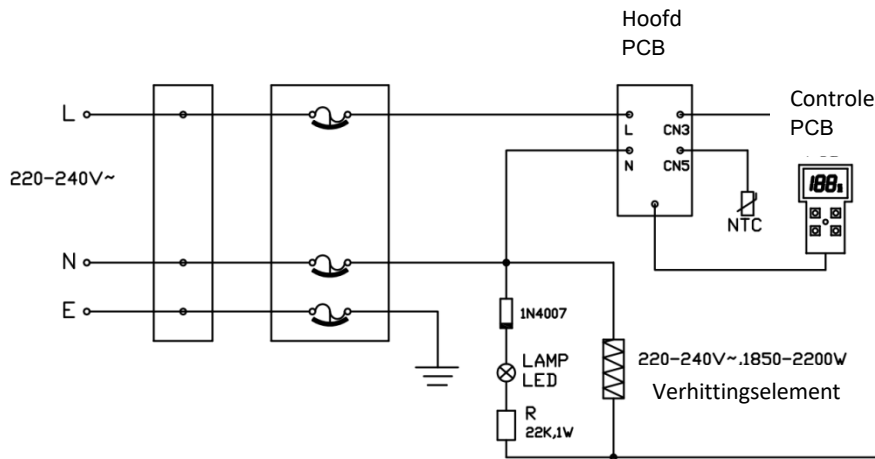 Hoofd
PCB
L
L
CN3
Controle
PCB
N
CN5
220-240V~
188
NTC
N
E
1N4007
LAMP
LED
220-240V~.1850-2200W
Verhittingselement
R
22K,1W